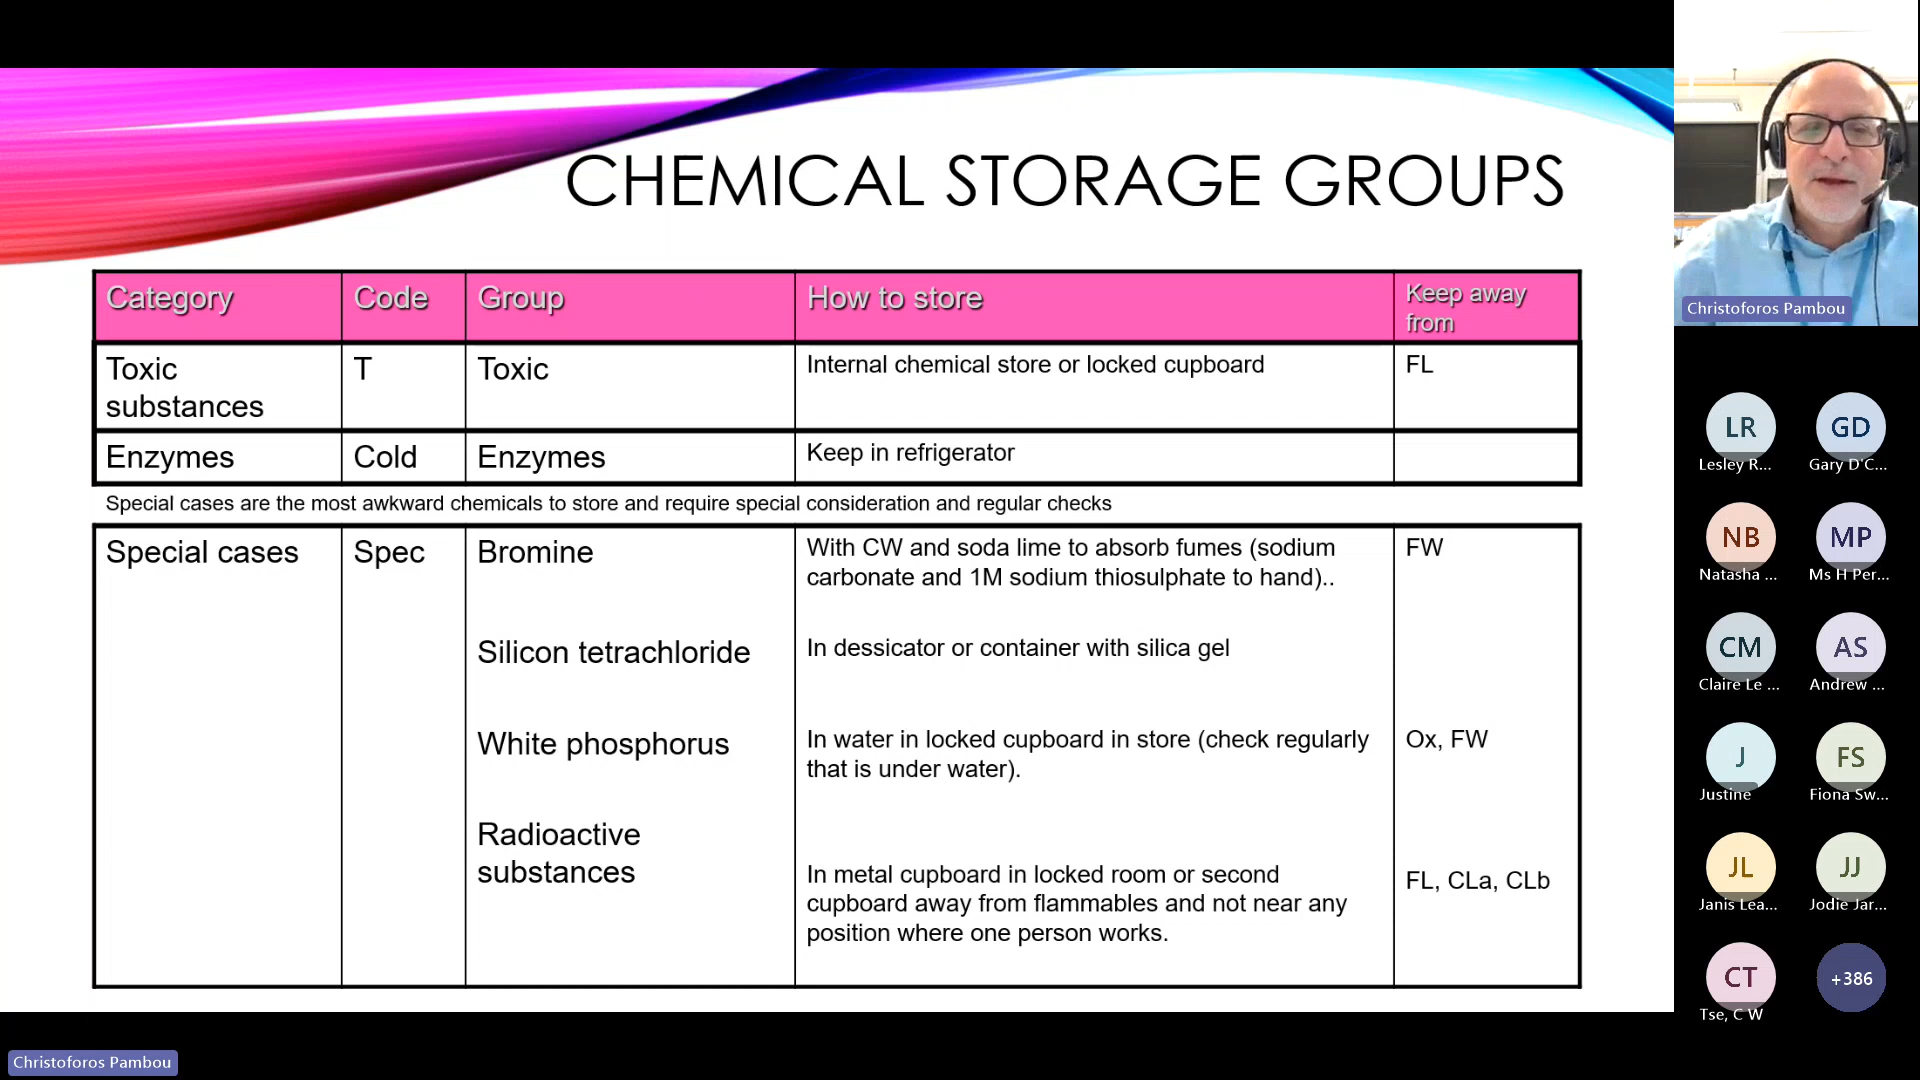 CHEMICAL STORAGE GROUPS
Category
Code
Group
How to store
Keep away
from
Toxic
substances
T
Toxic
Internal chemical store or locked cupboard
FL
Enzymes
Cold
Enzymes
Keep in refrigerator
Special cases are the most awkward chemicals to store and require special consideration and regular checks
Special cases
Spec
Bromine
With CW and soda lime to absorb fumes (sodium
carbonate and 1M sodium thiosulphate to hand)..
FW
Silicon tetrachloride
In dessicator or container with silica gel
White phosphorus
In water in locked cupboard in store (check regularly
that is under water).
Ox, FW
Radioactive
substances
In metal cupboard in locked room or second
cupboard away from flammables and not near any
position where one person works.
FL, CLa, CLb
Christoforos Pambou
LR
Lesley R...
GD
Gary D'C...
NB
Natasha ...
MP
Ms H Per...
CM
Claire Le ...
AS
Andrew ...
J
Justine
FS
Fiona Sw...
JL
Janis Lea...
JJ
Jodie Jar...
CT
Tse, C W
+386
Christoforos Pambou